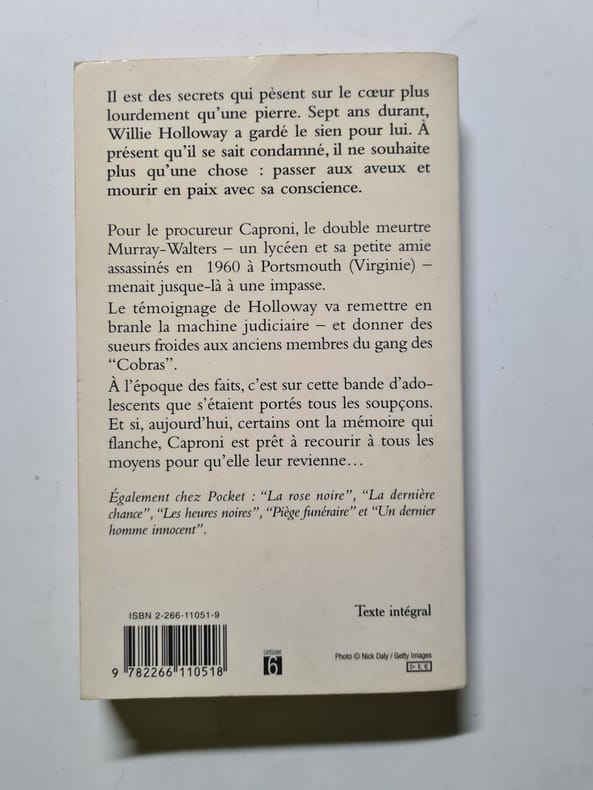 Il est des secrets qui pèsent sur le cœur plus
lourdement qu'une pierre. Sept ans durant,
Willie Holloway a gardé le sien pour lui. À
présent qu'il se sait condamné, il ne souhaite
plus qu'une chose : passer aux aveux et
mourir en paix avec sa conscience.
Pour le procureur Caproni, le double meurtre
Murray-Walters – un lycéen et sa petite amie
assassinés en 1960 à Portsmouth (Virginie) –
menait jusque-là à une impasse.
Le témoignage de Holloway va remettre en
branle la machine judiciaire – et donner des
sueurs froides aux anciens membres du gang des
“Cobras”.
À l'époque des faits, c'est sur cette bande d'ado-
lescents que s'étaient portés tous les soupçons.
Et si, aujourd'hui, certains ont la mémoire qui
flanche, Caproni est prêt à recourir à tous les
moyens pour qu'elle leur revienne…
Également chez Pocket : “La rose noire”, “La dernière
chance”, “Les heures noires”, “Piège funéraire” et “Un dernier
homme innocent”.
Texte intégral
ISBN 2-266-11051-9
9 782266 110518
CATÉGORIE
6
Photo © Nick Daly / Getty Images